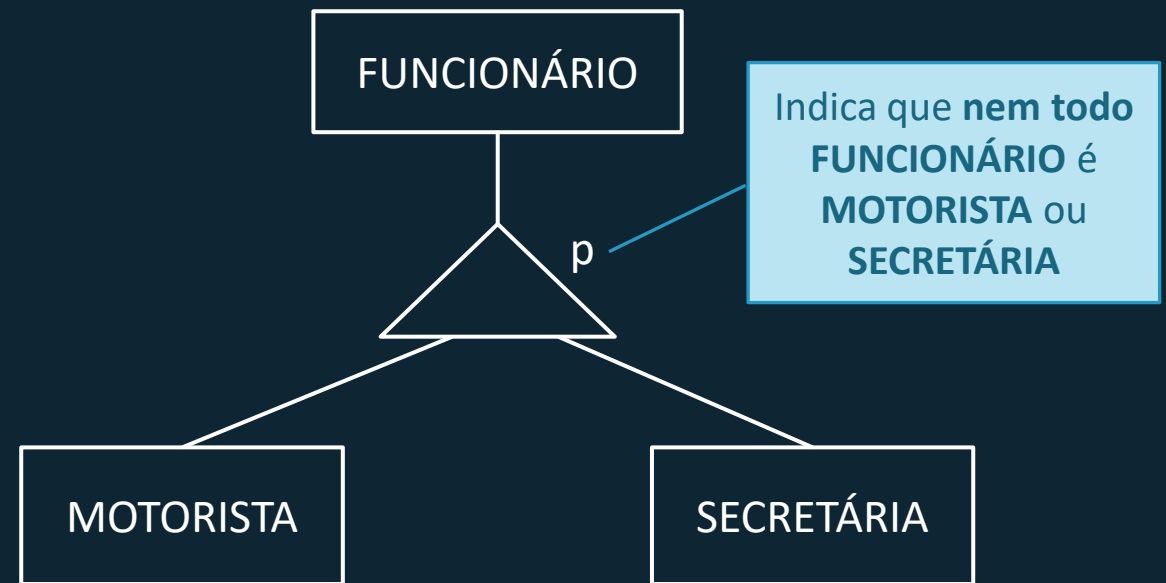 FUNCIONÁRIO
Indica que nem todo
FUNCIONÁRIO é
MOTORISTA ou
SECRETÁRIA
p
MOTORISTA
SECRETÁRIA